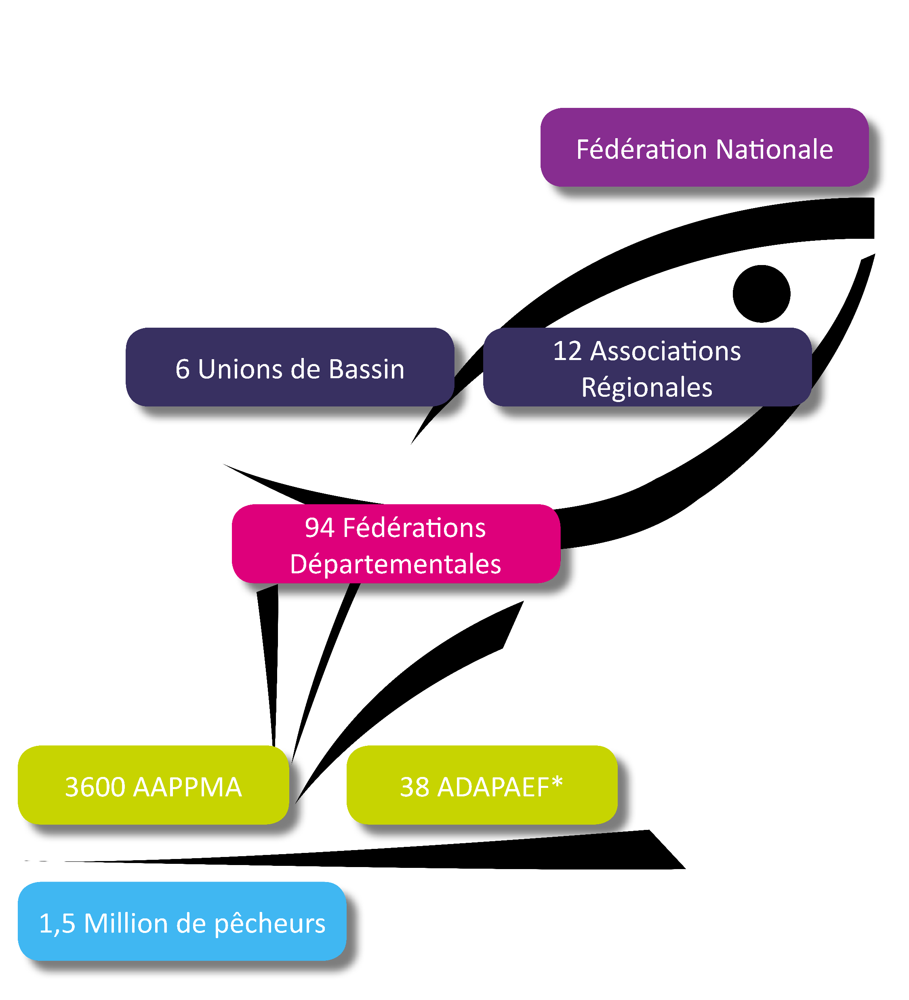 Fédération Nationale
6 Unions de Bassin
12 Associations
Régionales
94 Fédérations
Départementales
3600 AAPPMA
38 ADAPAEF*
1,5 Million de pêcheurs